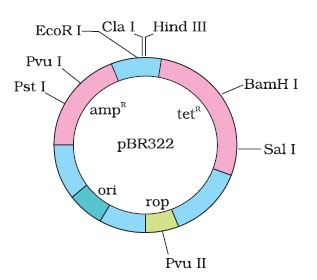 EcoR I
Cla I
Hind III
Pvu I
Pst I
BamH I
amp^R
tet^R
pBR322
Sal I
ori
rop
Pvu II